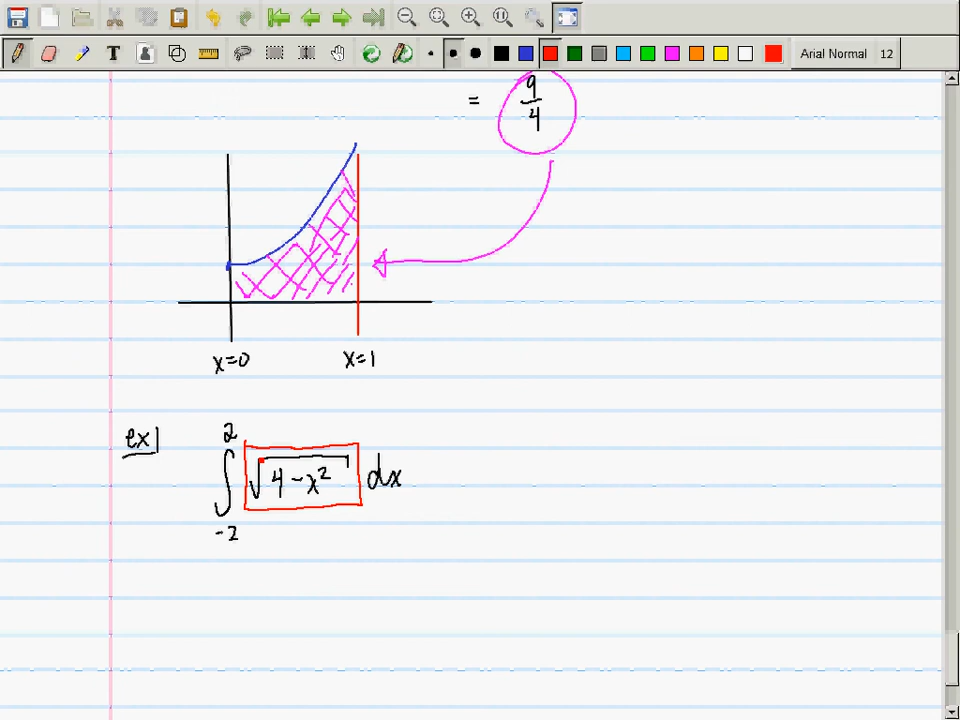 Arial Normal 12
= 9/4
x=0 x=1
ex1 ∫_{-2}^{2} √(4-x²) dx